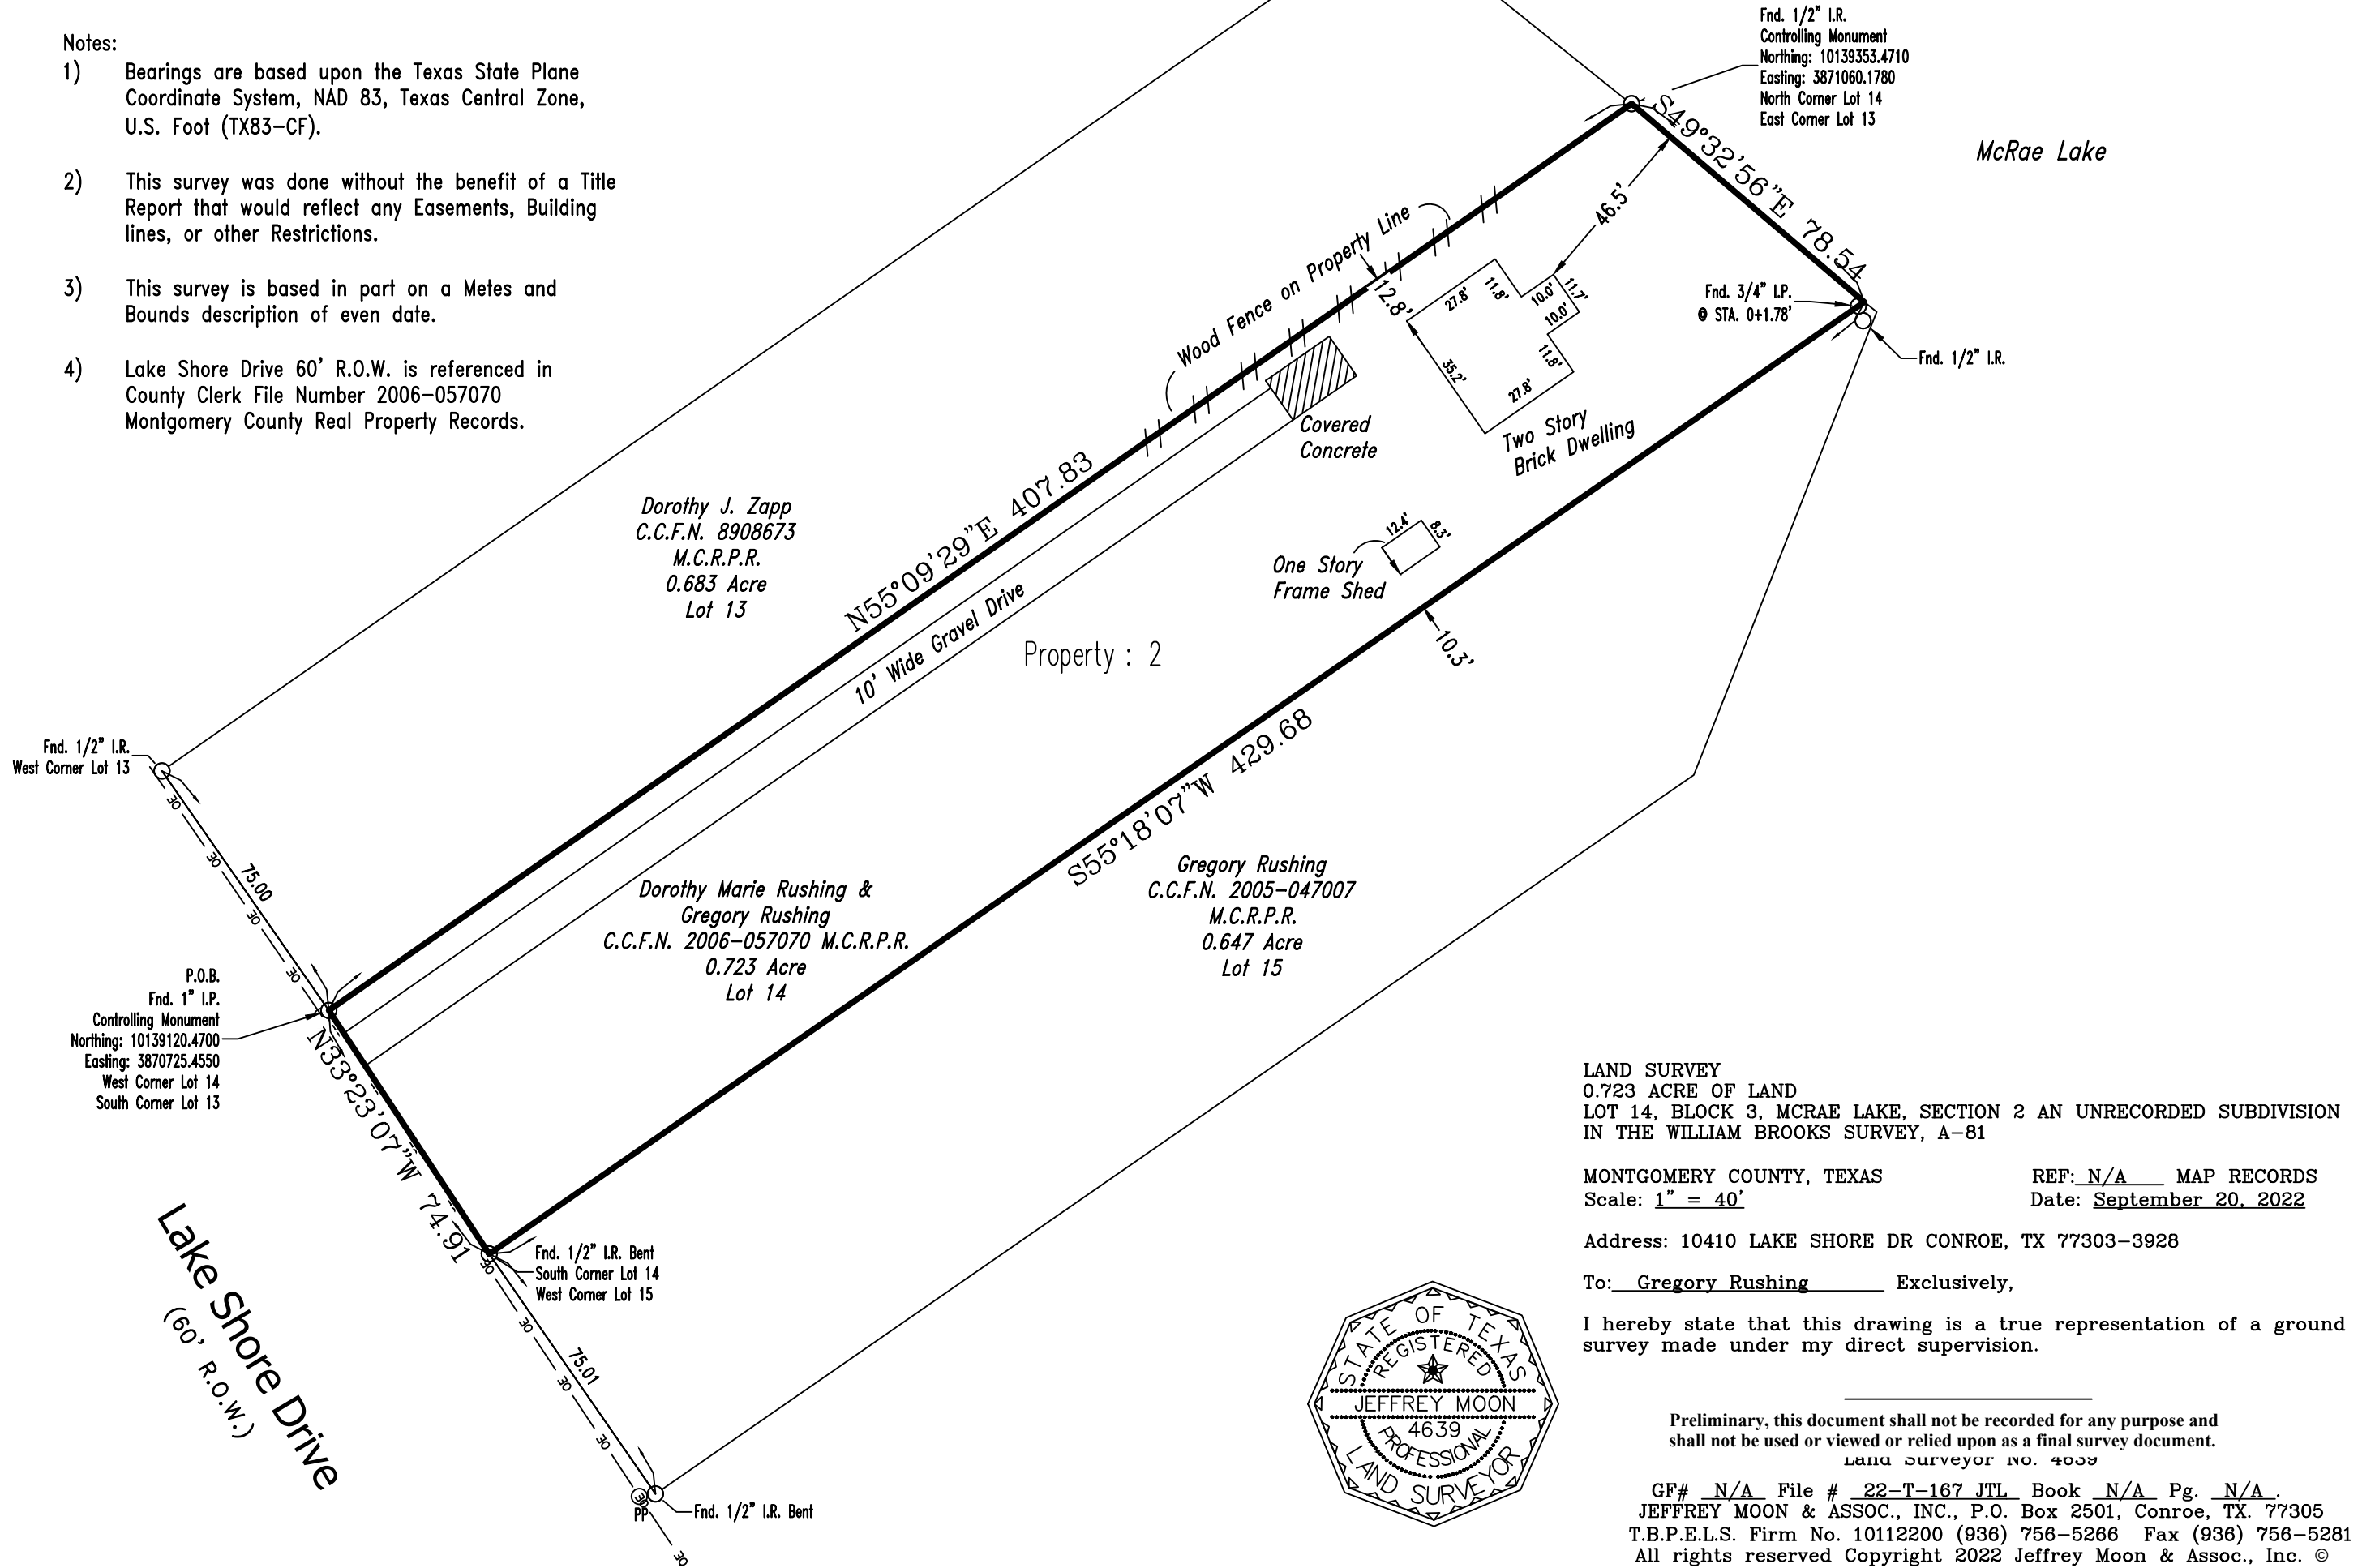 Notes:
1) Bearings are based upon the Texas State Plane
Coordinate System, NAD 83, Texas Central Zone,
U.S. Foot (TX83-CF).
2) This survey was done without the benefit of a Title
Report that would reflect any Easements, Building
lines, or other Restrictions.
3) This survey is based in part on a Metes and
Bounds description of even date.
4) Lake Shore Drive 60' R.O.W. is referenced in
County Clerk File Number 2006-057070
Montgomery County Real Property Records.
Fnd. 1/2" I.R.
Controlling Monument
Northing: 10139353.4710
Easting: 3871060.1780
North Corner Lot 14
East Corner Lot 13
McRae Lake
S49°32'56"E 78.54
46.5'
Wood Fence on Property Line
12.8'
27.8'
11.8'
10.0'
11.7'
10.0'
11.8'
27.8'
35.2'
Fnd. 3/4" I.P.
@ STA. 0+1.78'
Fnd. 1/2" I.R.
Covered
Concrete
Two Story
Brick Dwelling
N55°09'29"E 407.83
Dorothy J. Zapp
C.C.F.N. 8908673
M.C.R.P.R.
0.683 Acre
Lot 13
12.4'
8.3'
One Story
Frame Shed
10' Wide Gravel Drive
Property : 2
10.3'
S55°18'07"W 429.68
Fnd. 1/2" I.R.
West Corner Lot 13
30
30
75.00
30
30
Dorothy Marie Rushing &
Gregory Rushing
C.C.F.N. 2006-057070 M.C.R.P.R.
0.723 Acre
Lot 14
Gregory Rushing
C.C.F.N. 2005-047007
M.C.R.P.R.
0.647 Acre
Lot 15
P.O.B.
Fnd. 1" I.P.
Controlling Monument
Northing: 10139120.4700
Easting: 3870725.4550
West Corner Lot 14
South Corner Lot 13
N33°23'07"W 74.91
Lake Shore Drive
(60' R.O.W.)
Fnd. 1/2" I.R. Bent
South Corner Lot 14
West Corner Lot 15
30
30
75.01
30
30
30
PP
Fnd. 1/2" I.R. Bent
30
LAND SURVEY
0.723 ACRE OF LAND
LOT 14, BLOCK 3, MCRAE LAKE, SECTION 2 AN UNRECORDED SUBDIVISION
IN THE WILLIAM BROOKS SURVEY, A-81
MONTGOMERY COUNTY, TEXAS REF: N/A MAP RECORDS
Scale: 1" = 40' Date: September 20, 2022
Address: 10410 LAKE SHORE DR CONROE, TX 77303-3928
To: Gregory Rushing Exclusively,
I hereby state that this drawing is a true representation of a ground
survey made under my direct supervision.
STATE OF TEXAS
REGISTERED
JEFFREY MOON
4639
PROFESSIONAL
LAND SURVEYOR
Preliminary, this document shall not be recorded for any purpose and
shall not be used or viewed or relied upon as a final survey document.
Land Surveyor No. 4639
GF# N/A File # 22-T-167 JTL Book N/A Pg. N/A.
JEFFREY MOON & ASSOC., INC., P.O. Box 2501, Conroe, TX. 77305
T.B.P.E.L.S. Firm No. 10112200 (936) 756-5266 Fax (936) 756-5281
All rights reserved Copyright 2022 Jeffrey Moon & Assoc., Inc. ©